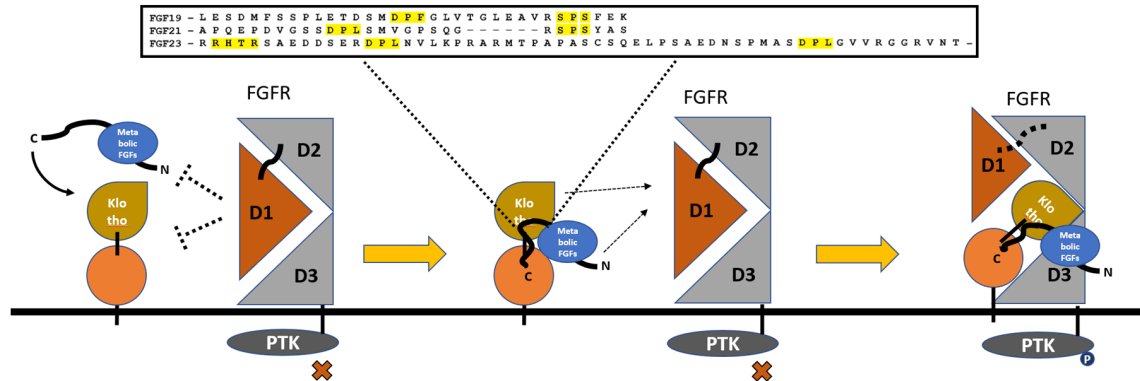 FGF19 - L E S D M F S S P L E T D S M D P F G L V T G L E A V R S P S F E K
FGF21 - A P Q E P D V G S S D P L S M V G P S Q G - - - - - - R S P S Y A S
FGF23 - R R H T R S A E D D S E R D P L N V L K P R A R M T P A P A S C S Q E L P S A E D N S P M A S D P L G V V R G G R V N T -
FGFR
FGFR
FGFR
C
Meta
bolic
FGFs
N
Klo
tho
D1
D2
D3
PTK
Klo
tho
C
Meta
bolic
FGFs
N
D1
D2
D3
PTK
D1
D2
Klo
tho
C
Meta
bolic
FGFs
D3
N
PTK
P